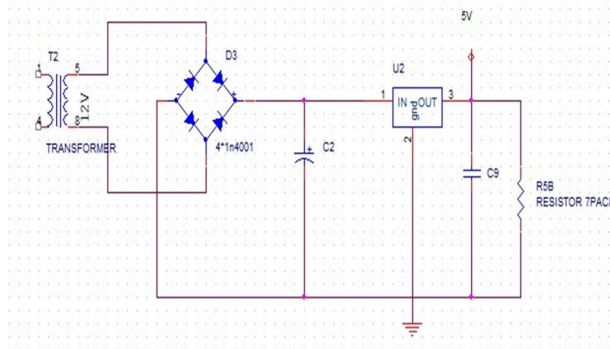 5V
T2
D3
U2
1
5
12V
4
8
TRANSFORMER
-
+
4*1n4001
1
IN
OUT
3
gnd
2
+
C2
C9
R5B
RESISTOR 7PAC